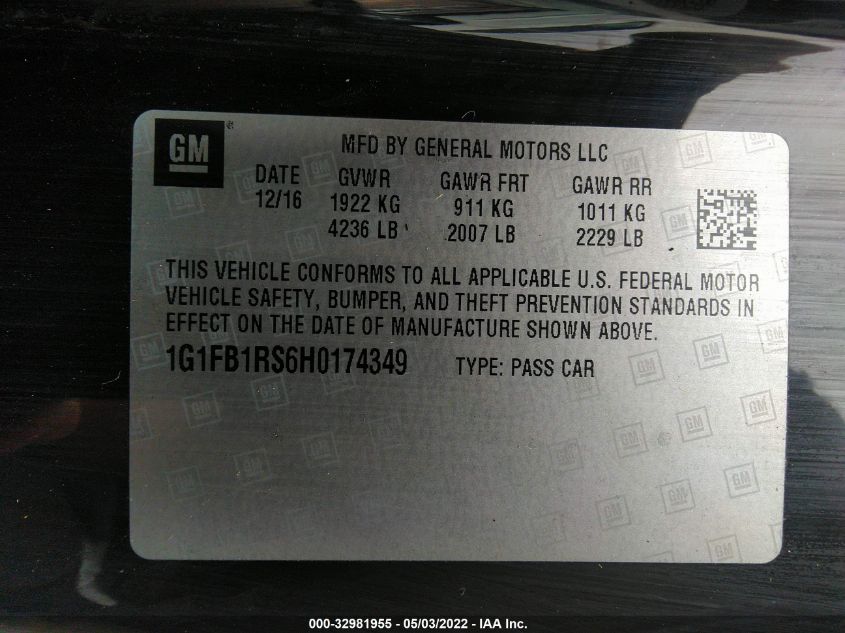 GM ®
MFD BY GENERAL MOTORS LLC
DATE GVWR GAWR FRT GAWR RR
12/16 1922 KG 911 KG 1011 KG
4236 LB 2007 LB 2229 LB
THIS VEHICLE CONFORMS TO ALL APPLICABLE U.S. FEDERAL MOTOR
VEHICLE SAFETY, BUMPER, AND THEFT PREVENTION STANDARDS IN
EFFECT ON THE DATE OF MANUFACTURE SHOWN ABOVE.
1G1FB1RS6H0174349 TYPE: PASS CAR
000-32981955 - 05/03/2022 - IAA Inc.